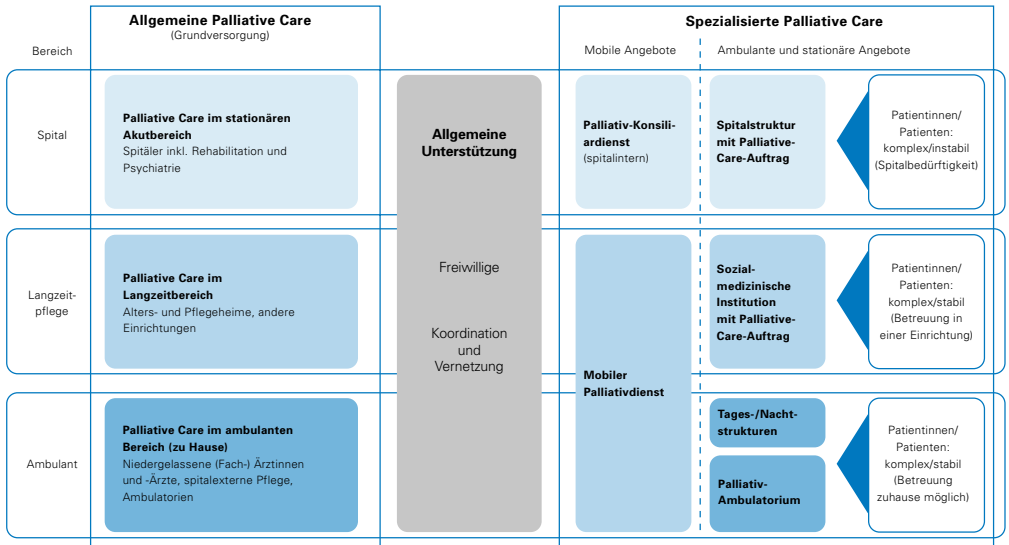 Allgemeine Palliative Care
(Grundversorgung)
Spezialisierte Palliative Care
Bereich
Mobile Angebote
Ambulante und stationäre Angebote
Spital
Palliative Care im stationären
Akutbereich
Spitäler inkl. Rehabilitation und
Psychiatrie
Allgemeine
Unterstützung
Freiwillige
Koordination
und
Vernetzung
Palliativ-Konsili-
ardienst
(spitalintern)
Spitalstruktur
mit Palliative-
Care-Auftrag
Patientinnen/
Patienten:
komplex/instabil
(Spitalbedürftigkeit)
Langzeit-
pflege
Palliative Care im
Langzeitbereich
Alters- und Pflegeheime, andere
Einrichtungen
Mobiler
Palliativdienst
Sozial-
medizinische
Institution
mit Palliative-
Care-Auftrag
Patientinnen/
Patienten:
komplex/stabil
(Betreuung in
einer Einrichtung)
Ambulant
Palliative Care im ambulanten
Bereich (zu Hause)
Niedergelassene (Fach-) Ärztinnen
und -Ärzte, spitalexterne Pflege,
Ambulatorien
Tages-/Nacht-
strukturen
Palliativ-
Ambulatorium
Patientinnen/
Patienten:
komplex/stabil
(Betreuung
zuhause möglich)